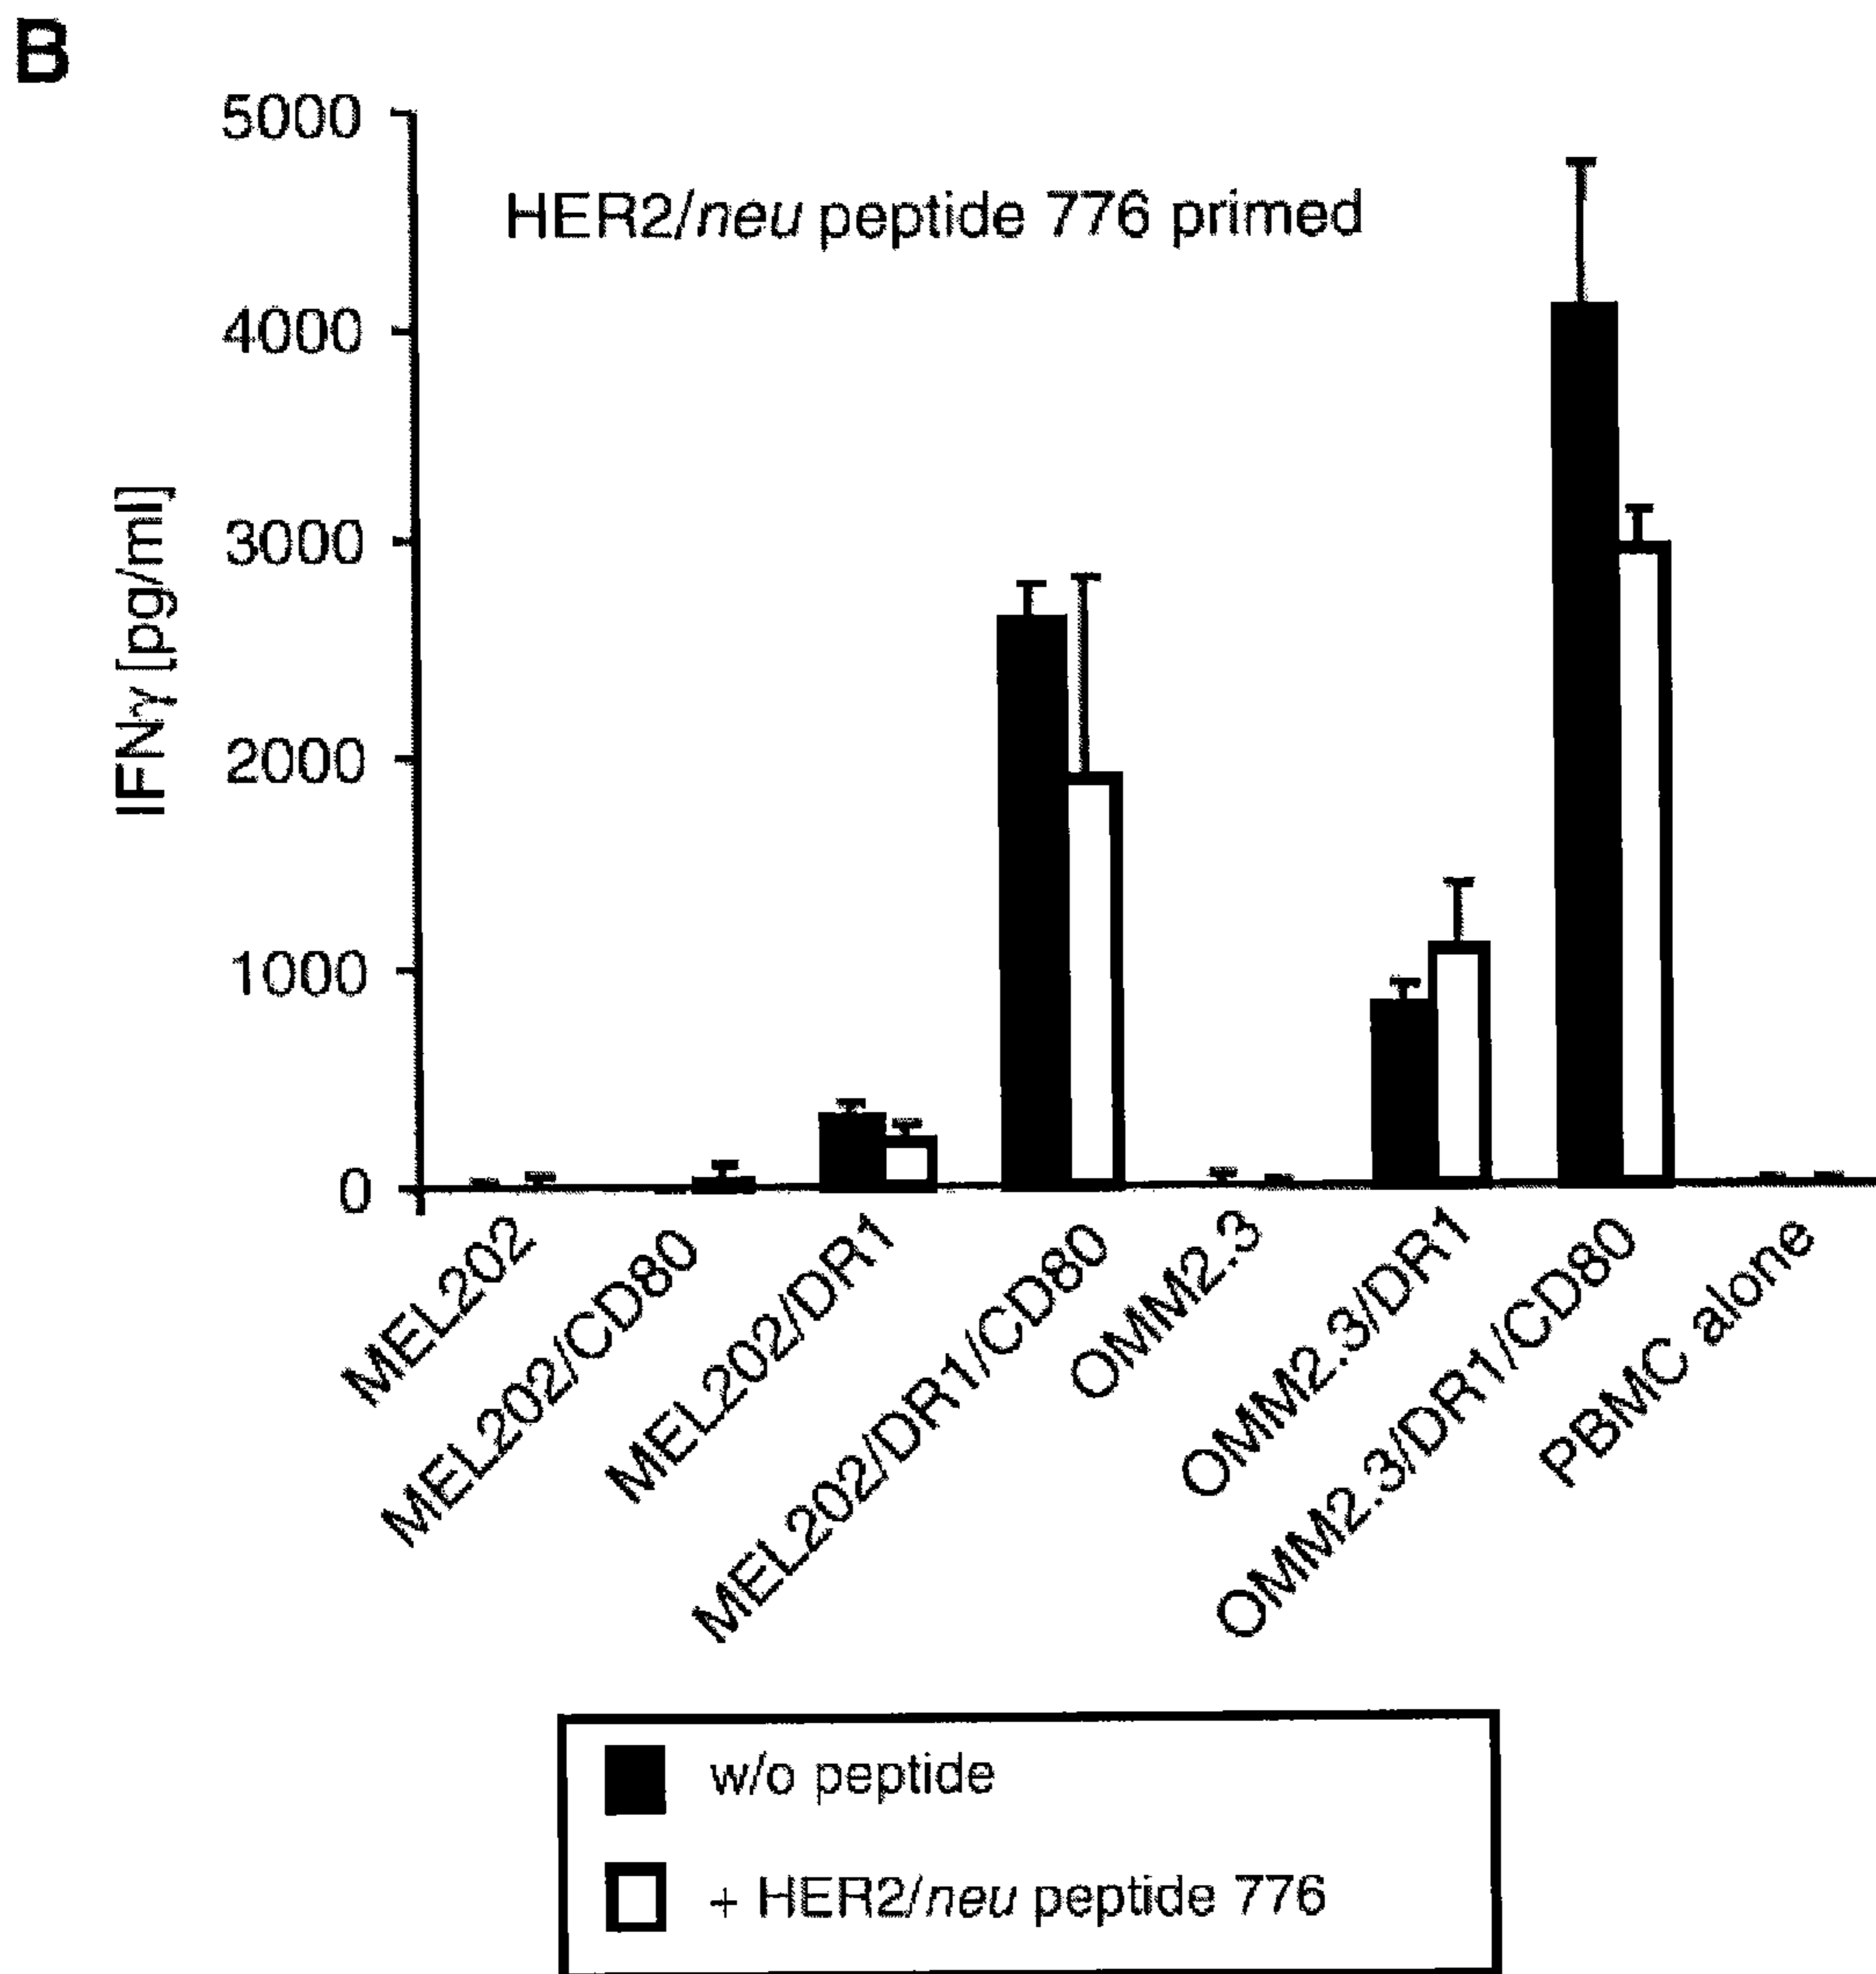 B
5000
4000
3000
2000
1000
0
IFNγ [pg/ml]
HER2/neu peptide 776 primed
MEL202
MEL202/CD80
MEL202/DR1
MEL202/DR1/CD80
OMM2.3
OMM2.3/DR1
OMM2.3/DR1/CD80
PBMC alone
w/o peptide
+ HER2/neu peptide 776